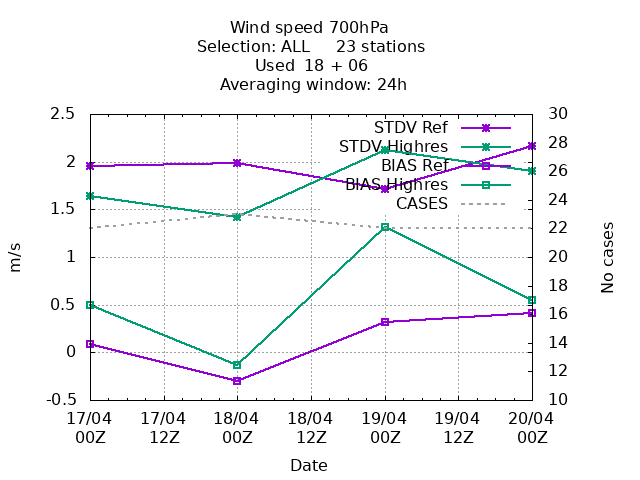 Wind speed 700hPa
Selection: ALL     23 stations
Used  18 + 06
Averaging window: 24h
STDV Ref
STDV Highres
BIAS Ref
BIAS Highres
CASES
2.5
2
1.5
1
0.5
0
-0.5
m/s
30
28
26
24
22
20
18
16
14
12
10
No cases
17/04 17/04 18/04 18/04 19/04 19/04 20/04
00Z 12Z 00Z 12Z 00Z 12Z 00Z
Date